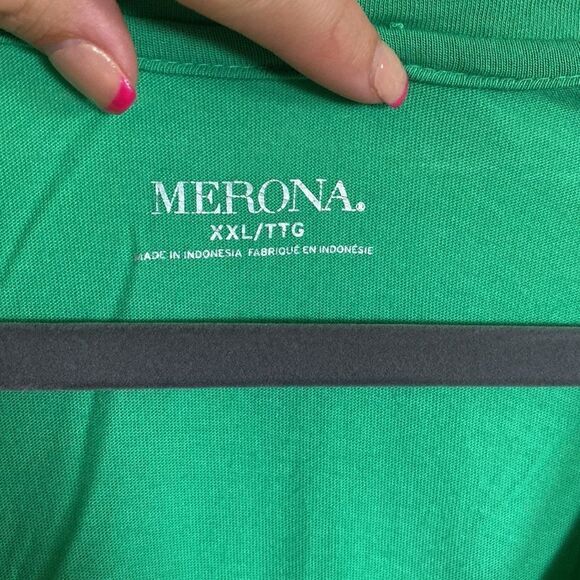 MERONA®
XXL/TTG
MADE IN INDONESIA FABRIQUÉ EN INDONÉSIE